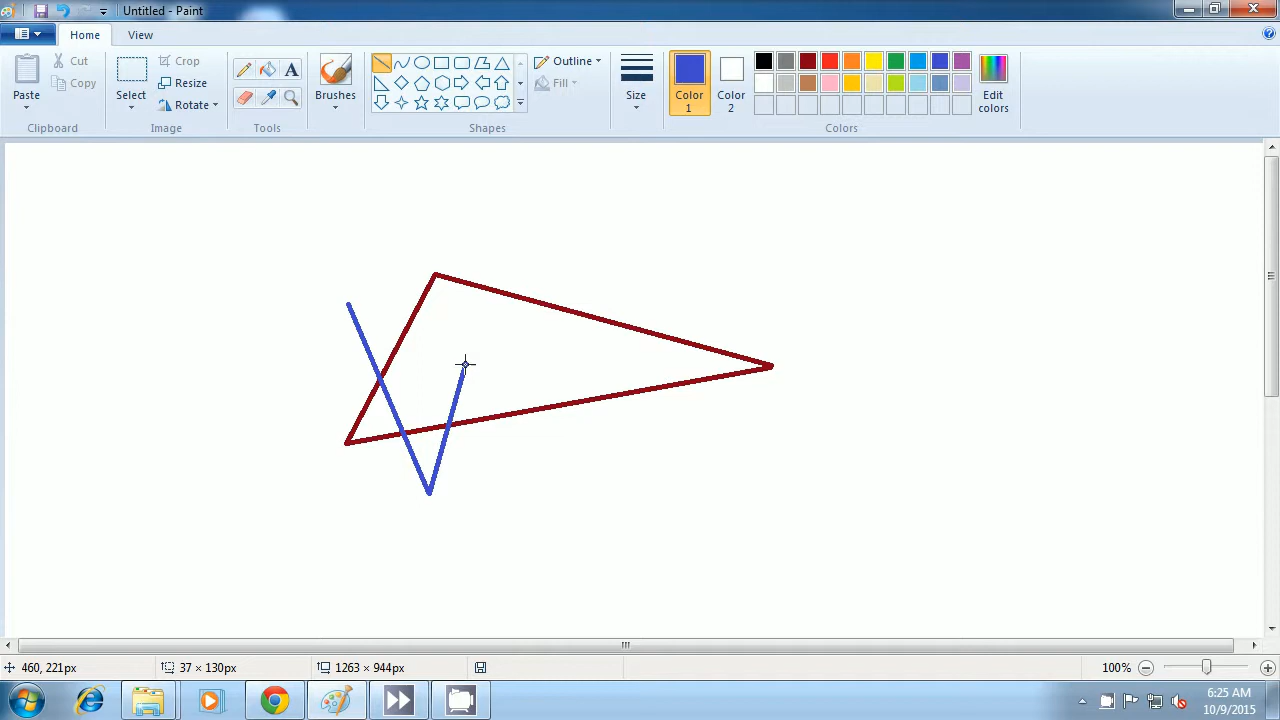 Untitled - Paint
Home View
Paste
Cut
Copy
Clipboard
Select
Crop
Resize
Rotate
Image
A
Tools
Brushes
Outline
Fill
Shapes
Size
Color 1
Color 2
Edit colors
Colors
460, 221px
37 × 130px
1263 × 944px
100%
6:25 AM
10/9/2015